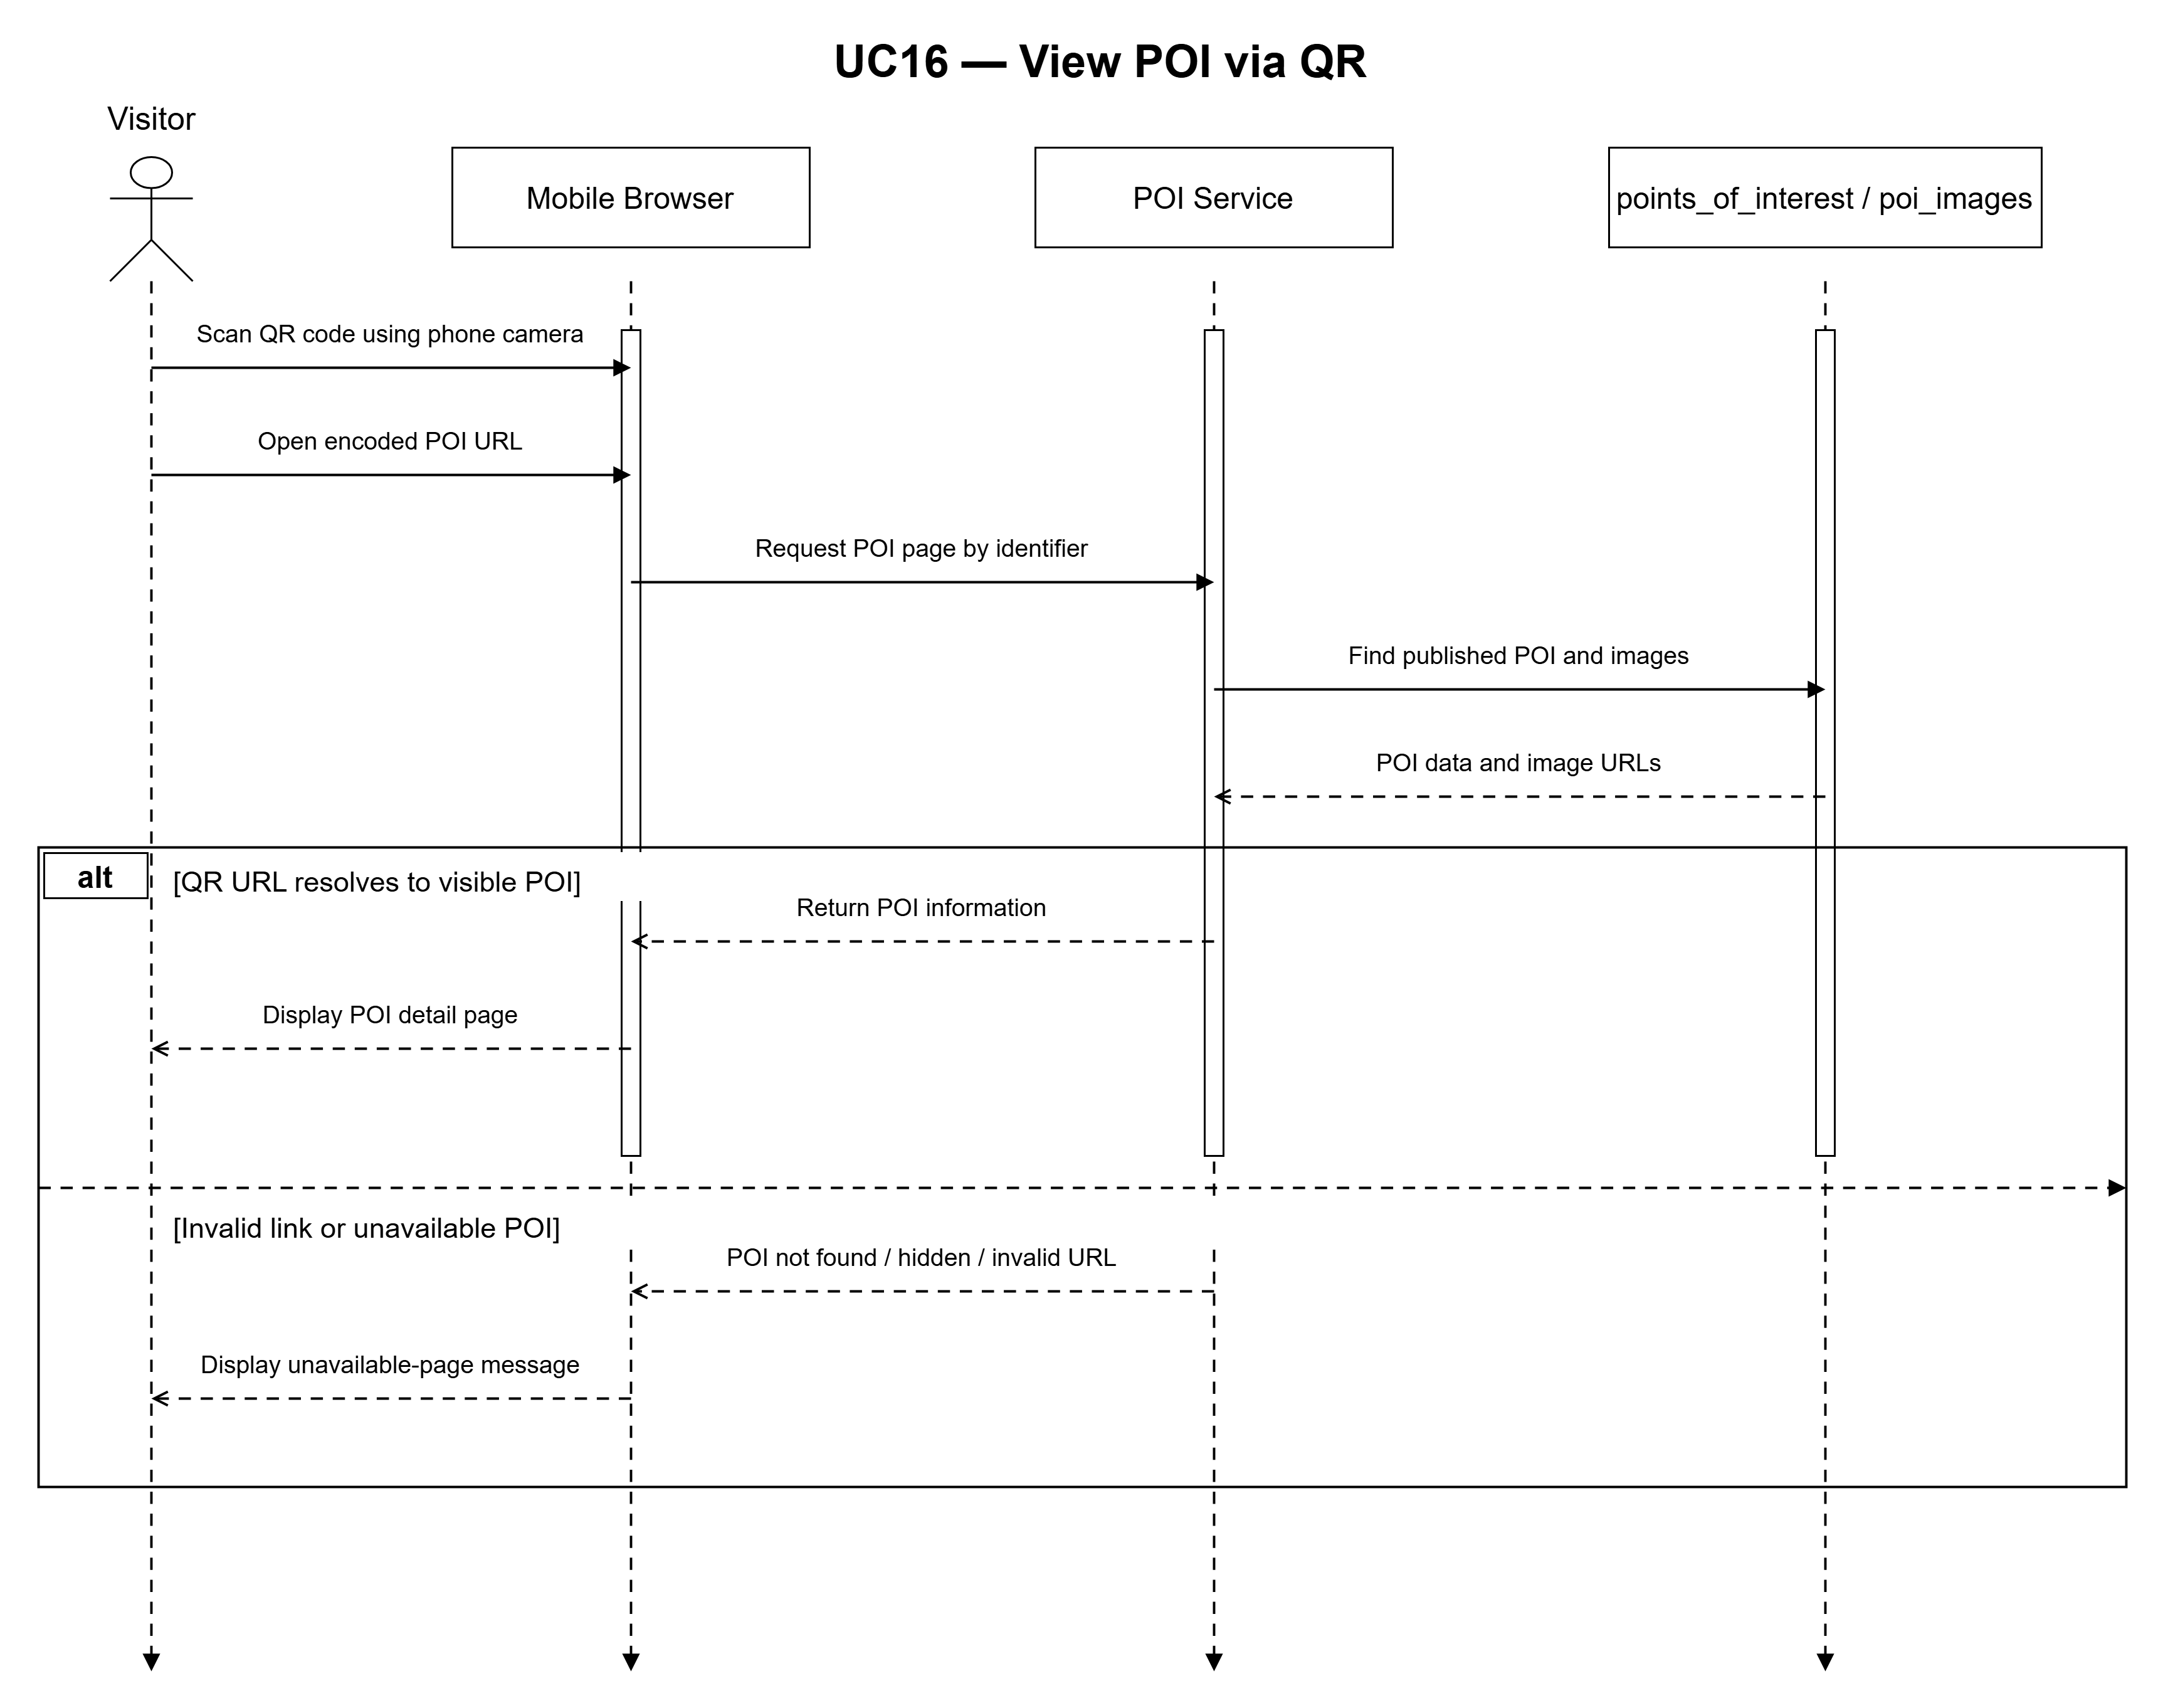 UC16 — View POI via QR
Visitor
Mobile Browser
POI Service
points_of_interest / poi_images
Scan QR code using phone camera
Open encoded POI URL
Request POI page by identifier
Find published POI and images
POI data and image URLs
alt
[QR URL resolves to visible POI]
Return POI information
Display POI detail page
[Invalid link or unavailable POI]
POI not found / hidden / invalid URL
Display unavailable-page message